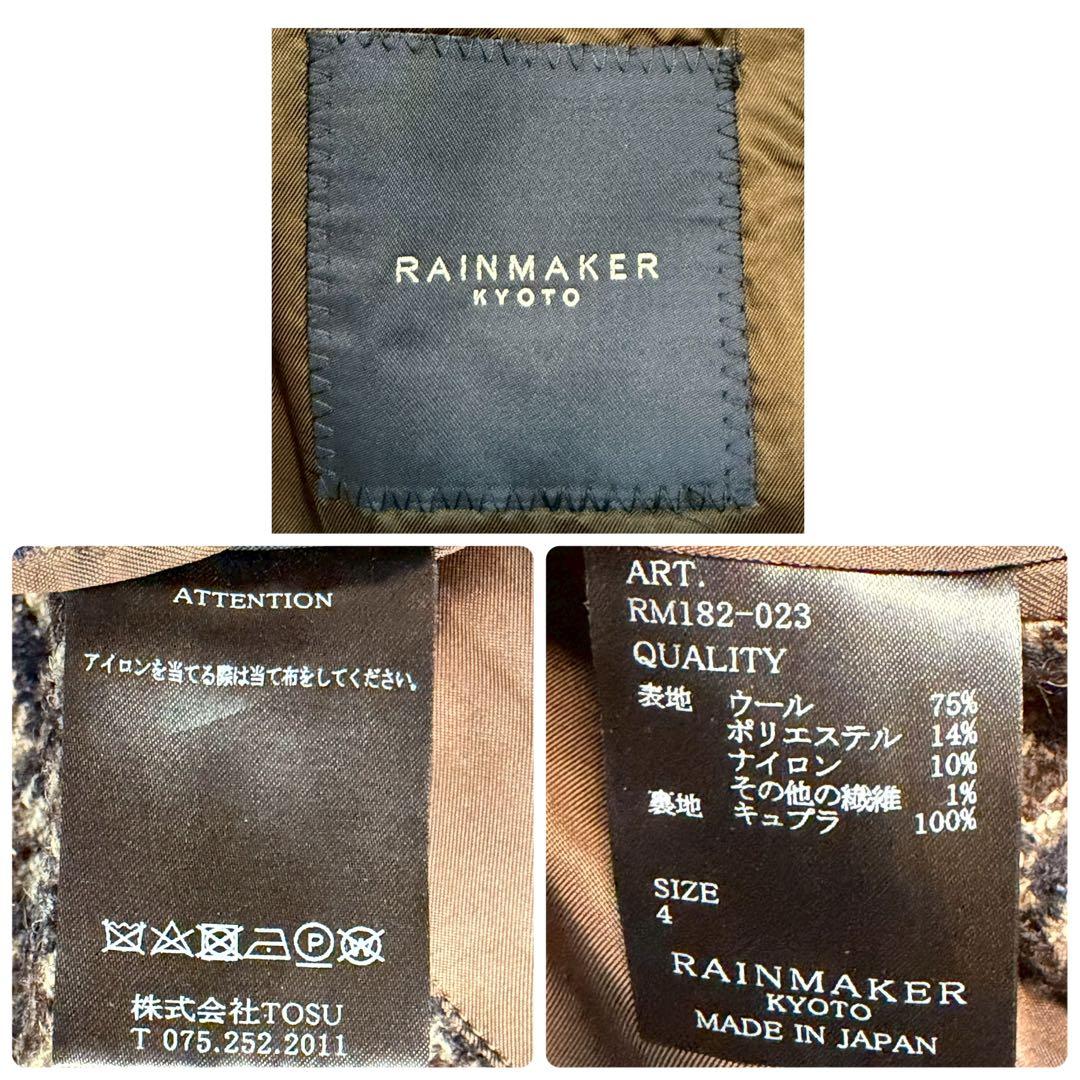 RAINMAKER
KYOTO
ATTENTION
アイロンを当てる際は当て布をしてください。
P
W
株式会社TOSU
T 075.252.2011
ART.
RM182-023
QUALITY
表地 ウール 75%
ポリエステル 14%
ナイロン 10%
その他の繊維 1%
裏地 キュプラ 100%
SIZE
4
RAINMAKER
KYOTO
MADE IN JAPAN